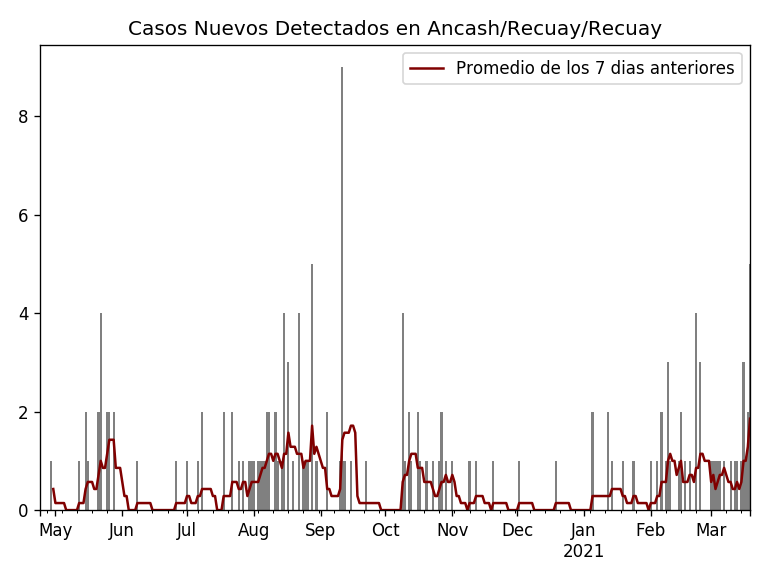 Casos Nuevos Detectados en Ancash/Recuay/Recuay
Promedio de los 7 dias anteriores
8
6
4
2
0
May Jun Jul Aug Sep Oct Nov Dec Jan Feb Mar
2021